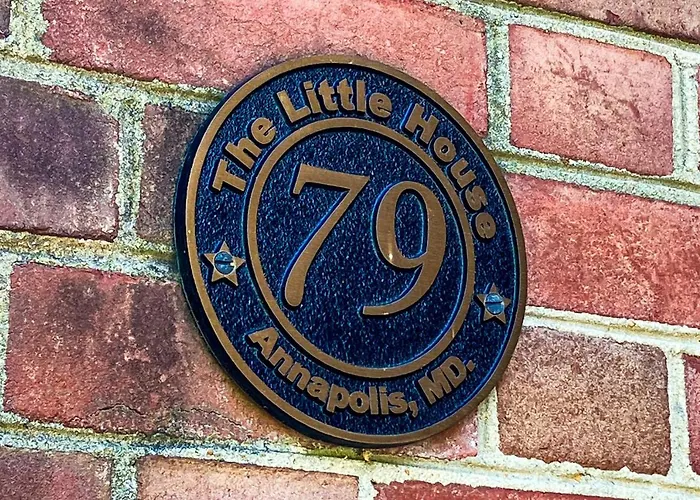 The Little House
79
Annapolis, MD.